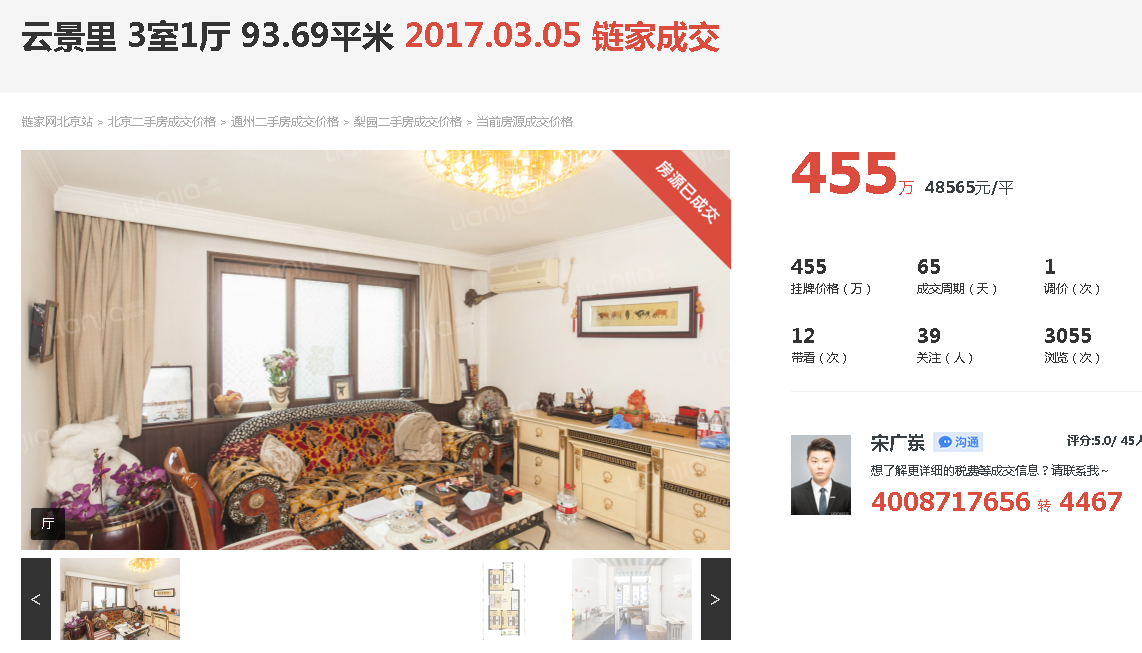 云景里 3室1厅 93.69平米 2017.03.05 链家成交
链家网北京站 > 北京二手房成交价格 > 通州二手房成交价格 > 梨园二手房成交价格 > 当前房源成交价格
房源已成交
455万 48565元/平
455 65 1
挂牌价格（万） 成交周期（天） 调价（次）
12 39 3055
带看（次） 关注（人） 浏览（次）
宋广岽 沟通 评分:5.0/ 45人
想了解更详细的税费等成交信息？请联系我~
4008717656 转 4467
厅
< >
Lianjia